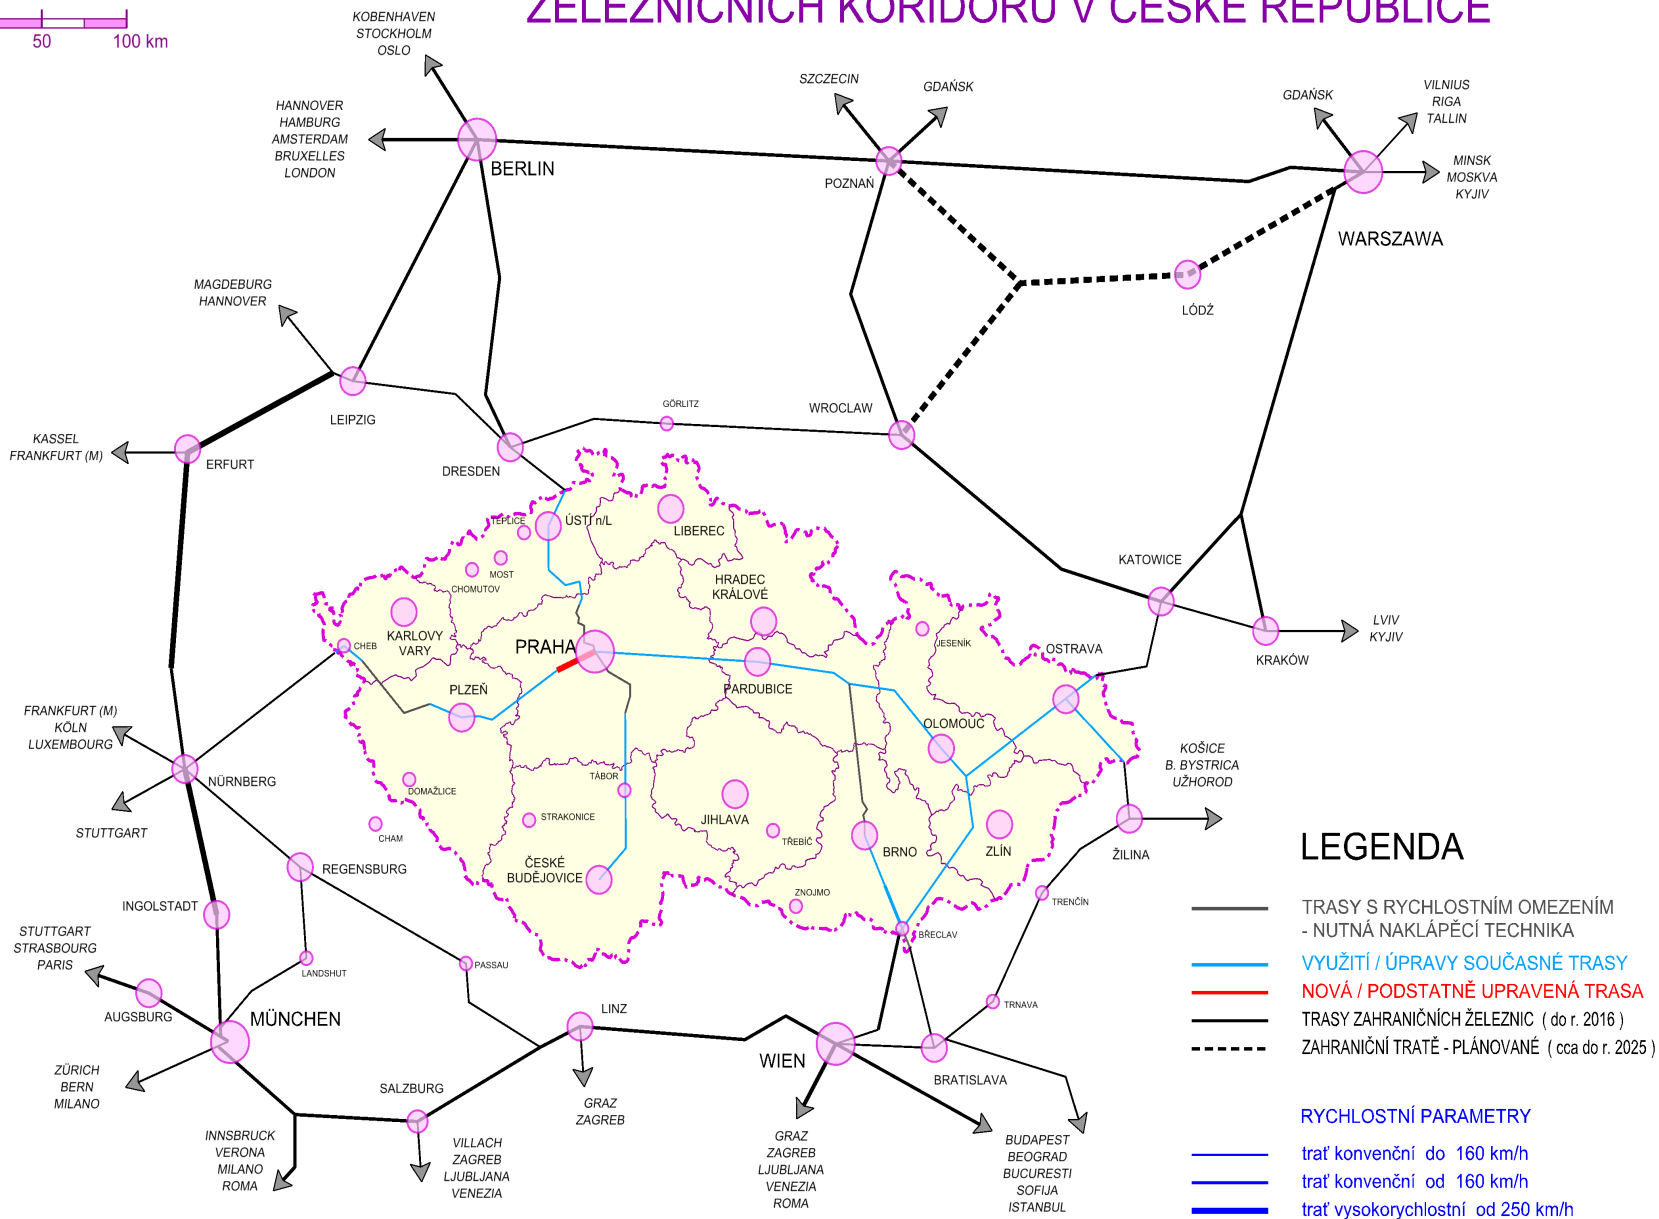 ŽELEZNIČNÍCH KORIDORŮ V ČESKÉ REPUBLICE
50
100 km
KOBENHAVEN
STOCKHOLM
OSLO
HANNOVER
HAMBURG
AMSTERDAM
BRUXELLES
LONDON
BERLIN
SZCZECIN
GDAŃSK
POZNAŃ
GDAŃSK
VILNIUS
RIGA
TALLIN
MINSK
MOSKVA
KYJIV
WARSZAWA
LÓDŹ
MAGDEBURG
HANNOVER
LEIPZIG
KASSEL
FRANKFURT (M)
ERFURT
DRESDEN
GÖRLITZ
WROCLAW
KATOWICE
KRAKÓW
LVIV
KYJIV
TEPLICE
ÚSTÍ n/L
LIBEREC
MOST
CHOMUTOV
HRADEC
KRÁLOVÉ
KARLOVY
VARY
CHEB
PRAHA
PLZEŇ
PARDUBICE
JESENÍK
OSTRAVA
OLOMOUC
FRANKFURT (M)
KÖLN
LUXEMBOURG
NÜRNBERG
STUTTGART
DOMAŽLICE
CHAM
TÁBOR
STRAKONICE
JIHLAVA
TŘEBÍČ
BRNO
ZLÍN
KOŠICE
B. BYSTRICA
UŽHOROD
ŽILINA
REGENSBURG
ČESKÉ
BUDĚJOVICE
ZNOJMO
BŘECLAV
TRENČÍN
INGOLSTADT
STUTTGART
STRASBOURG
PARIS
LANDSHUT
PASSAU
AUGSBURG
MÜNCHEN
LINZ
WIEN
TRNAVA
BRATISLAVA
ZÜRICH
BERN
MILANO
SALZBURG
INNSBRUCK
VERONA
MILANO
ROMA
VILLACH
ZAGREB
LJUBLJANA
VENEZIA
GRAZ
ZAGREB
GRAZ
ZAGREB
LJUBLJANA
VENEZIA
ROMA
BUDAPEST
BEOGRAD
BUCURESTI
SOFIJA
ISTANBUL
LEGENDA
TRASY S RYCHLOSTNÍM OMEZENÍM
- NUTNÁ NAKLÁPĚCÍ TECHNIKA
VYUŽITÍ / ÚPRAVY SOUČASNÉ TRASY
NOVÁ / PODSTATNĚ UPRAVENÁ TRASA
TRASY ZAHRANIČNÍCH ŽELEZNIC ( do r. 2016 )
ZAHRANIČNÍ TRATĚ - PLÁNOVANÉ ( cca do r. 2025 )
RYCHLOSTNÍ PARAMETRY
trať konvenční do 160 km/h
trať konvenční od 160 km/h
trať vysokorychlostní od 250 km/h